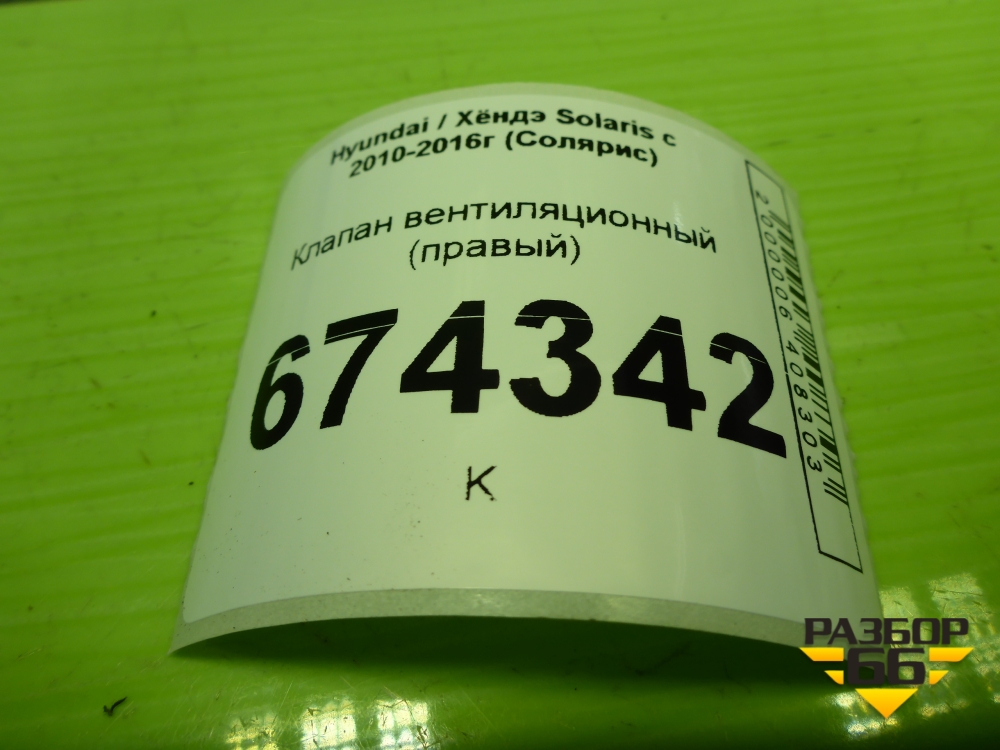 Hyundai / Хёндэ Solaris с
2010-2016г (Солярис)
Клапан вентиляционный
(правый)
674342
К
2000006408303
РАЗБОР
66